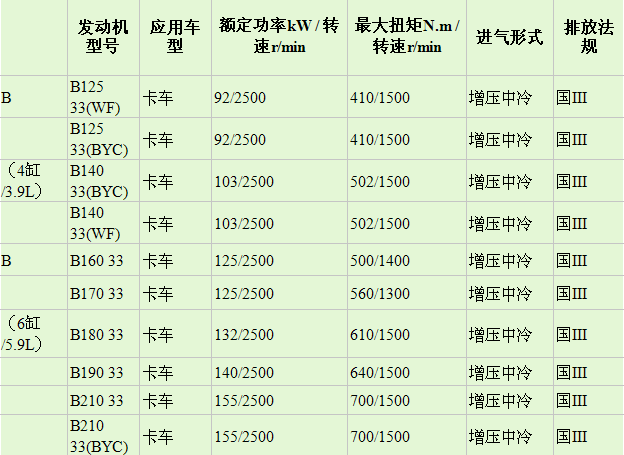 发动机型号 应用车型 额定功率kW / 转速r/min 最大扭矩N.m / 转速r/min 进气形式 排放法规
B B125 33(WF) 卡车 92/2500 410/1500 增压中冷 国Ⅲ
B125 33(BYC) 卡车 92/2500 410/1500 增压中冷 国Ⅲ
（4缸/3.9L） B140 33(BYC) 卡车 103/2500 502/1500 增压中冷 国Ⅲ
B140 33(WF) 卡车 103/2500 502/1500 增压中冷 国Ⅲ
B B160 33 卡车 125/2500 500/1400 增压中冷 国Ⅲ
B170 33 卡车 125/2500 560/1300 增压中冷 国Ⅲ
（6缸/5.9L） B180 33 卡车 132/2500 610/1500 增压中冷 国Ⅲ
B190 33 卡车 140/2500 640/1500 增压中冷 国Ⅲ
B210 33 卡车 155/2500 700/1500 增压中冷 国Ⅲ
B210 33(BYC) 卡车 155/2500 700/1500 增压中冷 国Ⅲ